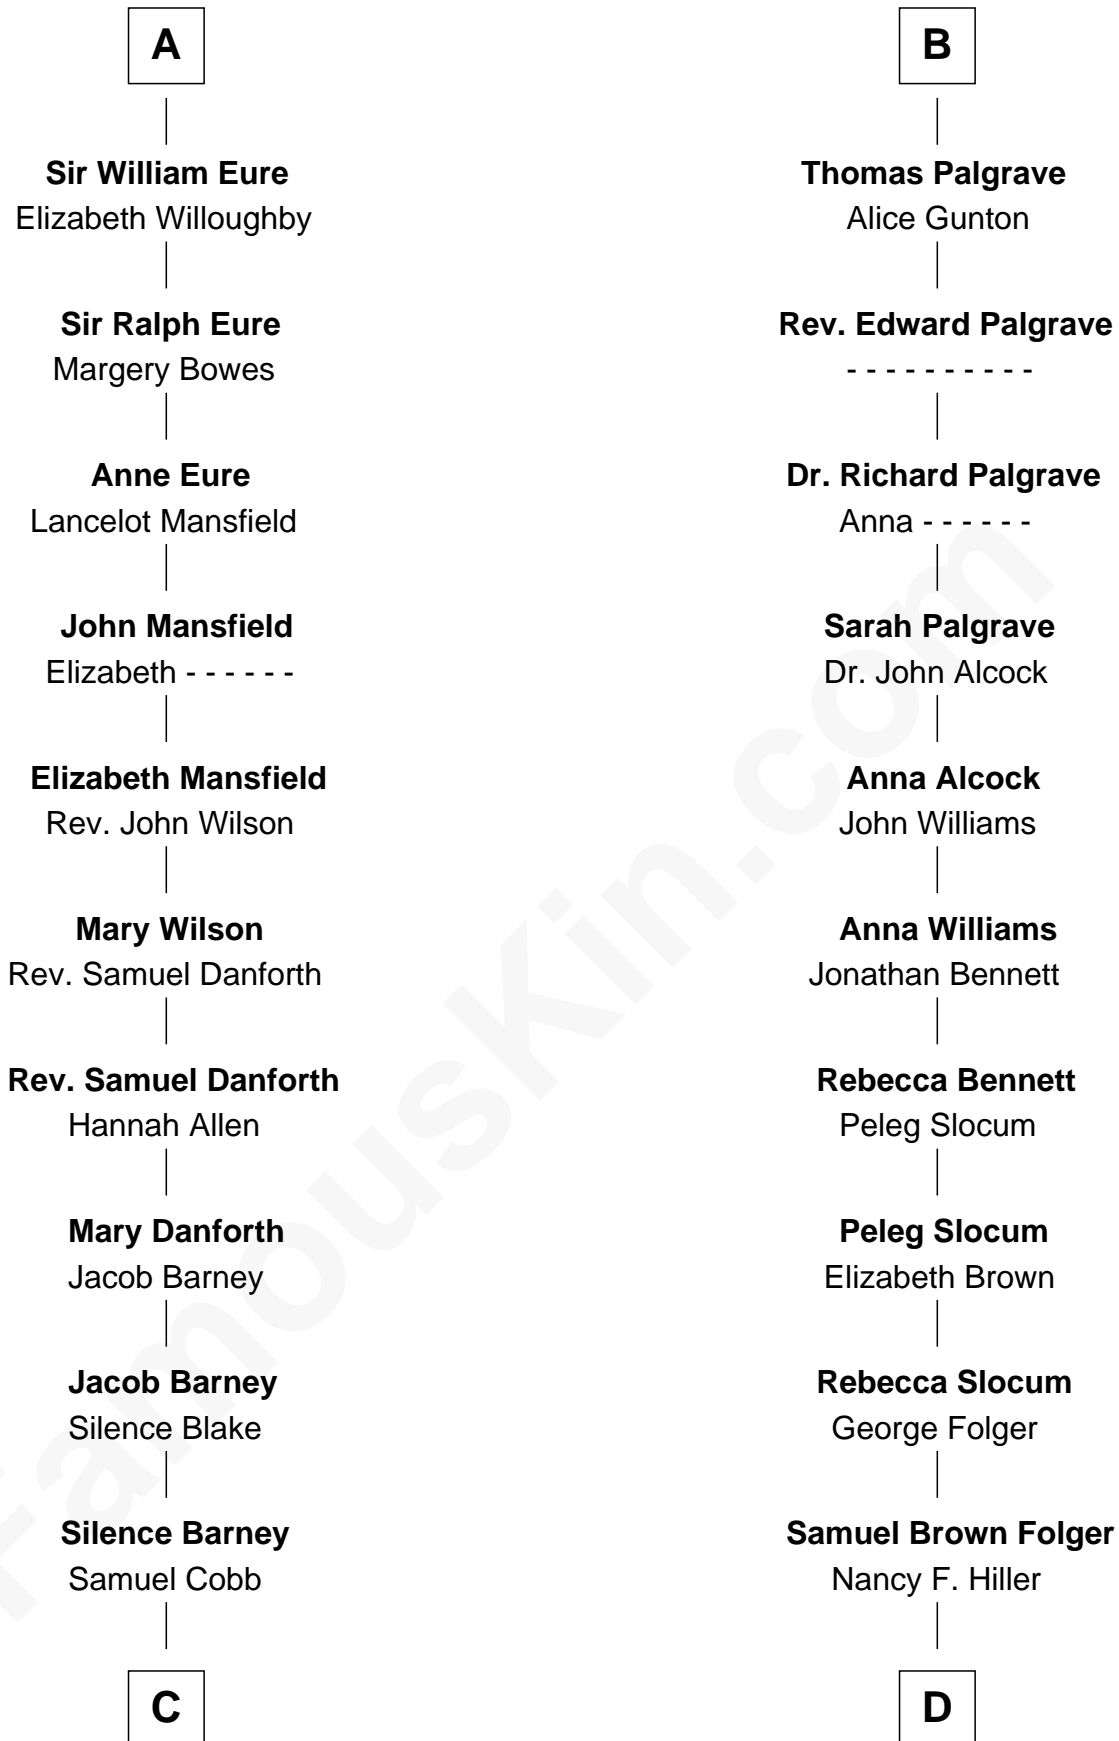 A
Sir William Eure
Elizabeth Willoughby
Sir Ralph Eure
Margery Bowes
Anne Eure
Lancelot Mansfield
John Mansfield
Elizabeth - - - - - -
Elizabeth Mansfield
Rev. John Wilson
Mary Wilson
Rev. Samuel Danforth
Rev. Samuel Danforth
Hannah Allen
Mary Danforth
Jacob Barney
Jacob Barney
Silence Blake
Silence Barney
Samuel Cobb
C
B
Thomas Palgrave
Alice Gunton
Rev. Edward Palgrave
- - - - - - - - - -
Dr. Richard Palgrave
Anna - - - - - -
Sarah Palgrave
Dr. John Alcock
Anna Alcock
John Williams
Anna Williams
Jonathan Bennett
Rebecca Bennett
Peleg Slocum
Peleg Slocum
Elizabeth Brown
Rebecca Slocum
George Folger
Samuel Brown Folger
Nancy F. Hiller
D
FamousKin.com